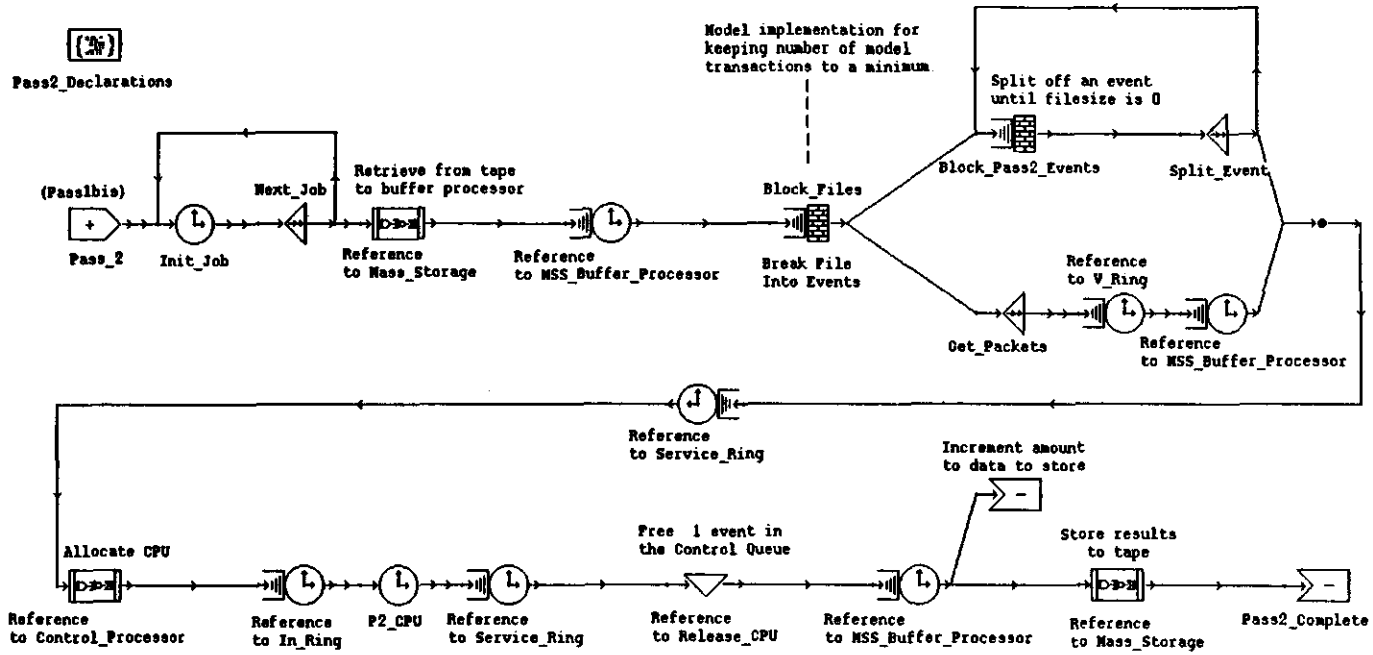 Model implementation for
keeping number of model
transactions to a minimum
Pass2_Declarations
Split off an event
until filesize is 0
Block_Pass2_Events
Split_Event
(Pass1bis)
Pass_2
Init_Job
Next_Job
Retrieve from tape
to buffer processor
Reference
to Mass_Storage
Reference
to MSS_Buffer_Processor
Block_Files
Break File
Into Events
Get_Packets
Reference
to V_Ring
Reference
to MSS_Buffer_Processor
Reference
to Service_Ring
Increment amount
to data to store
Allocate CPU
Reference
to Control_Processor
Reference
to In_Ring
P2_CPU
Reference
to Service_Ring
Free 1 event in
the Control Queue
Reference
to Release_CPU
Reference
to MSS_Buffer_Processor
Store results
to tape
Reference
to Mass_Storage
Pass2_Complete